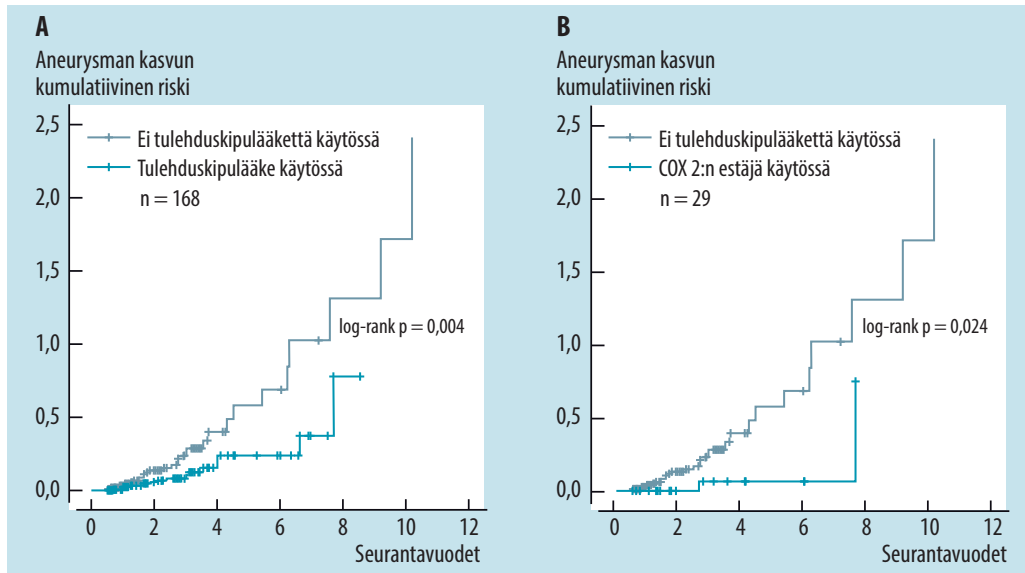 A
Aneurysman kasvun
kumulatiivinen riski
2,5
2,0
1,5
1,0
0,5
0,0
Ei tulehduskipulääkettä käytössä
Tulehduskipulääke käytössä
n = 168
log-rank p = 0,004
0 2 4 6 8 10 12
Seurantavuodet
B
Aneurysman kasvun
kumulatiivinen riski
2,5
2,0
1,5
1,0
0,5
0,0
Ei tulehduskipulääkettä käytössä
COX 2:n estäjä käytössä
n = 29
log-rank p = 0,024
0 2 4 6 8 10 12
Seurantavuodet